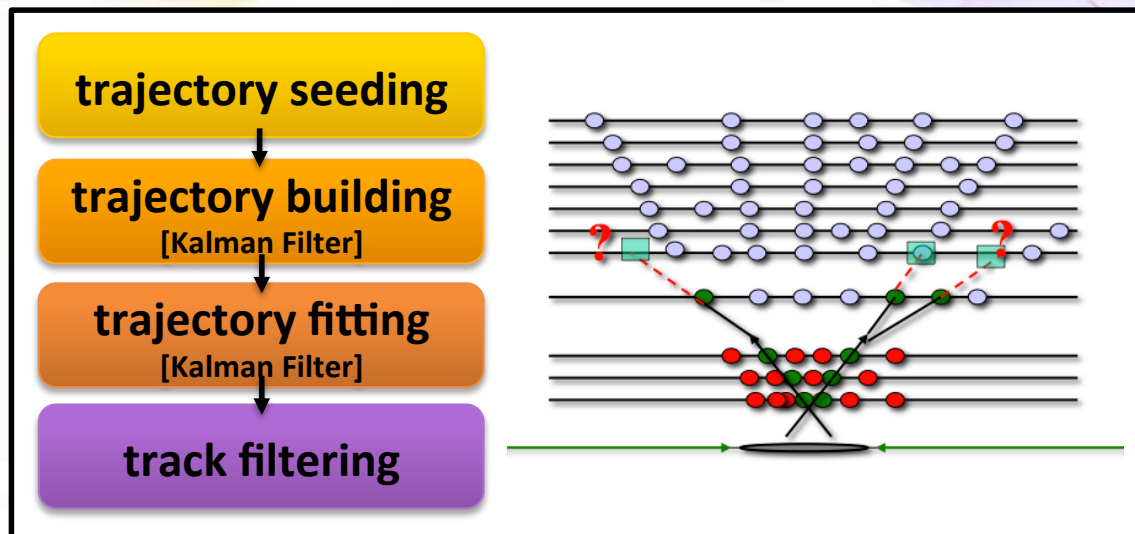 trajectory seeding
trajectory building
[Kalman Filter]
trajectory fitting
[Kalman Filter]
track filtering
?
?